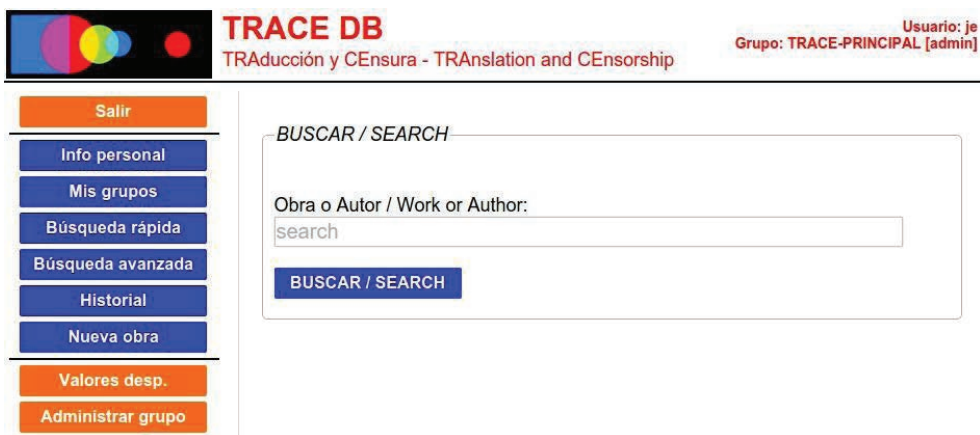 TRACE DB
TRAducción y CEnsura - TRAnslation and CEnsorship
Usuario: je
Grupo: TRACE-PRINCIPAL [admin]
Salir
Info personal
Mis grupos
Búsqueda rápida
Búsqueda avanzada
Historial
Nueva obra
Valores desp.
Administrar grupo
BUSCAR / SEARCH
Obra o Autor / Work or Author:
search
BUSCAR / SEARCH